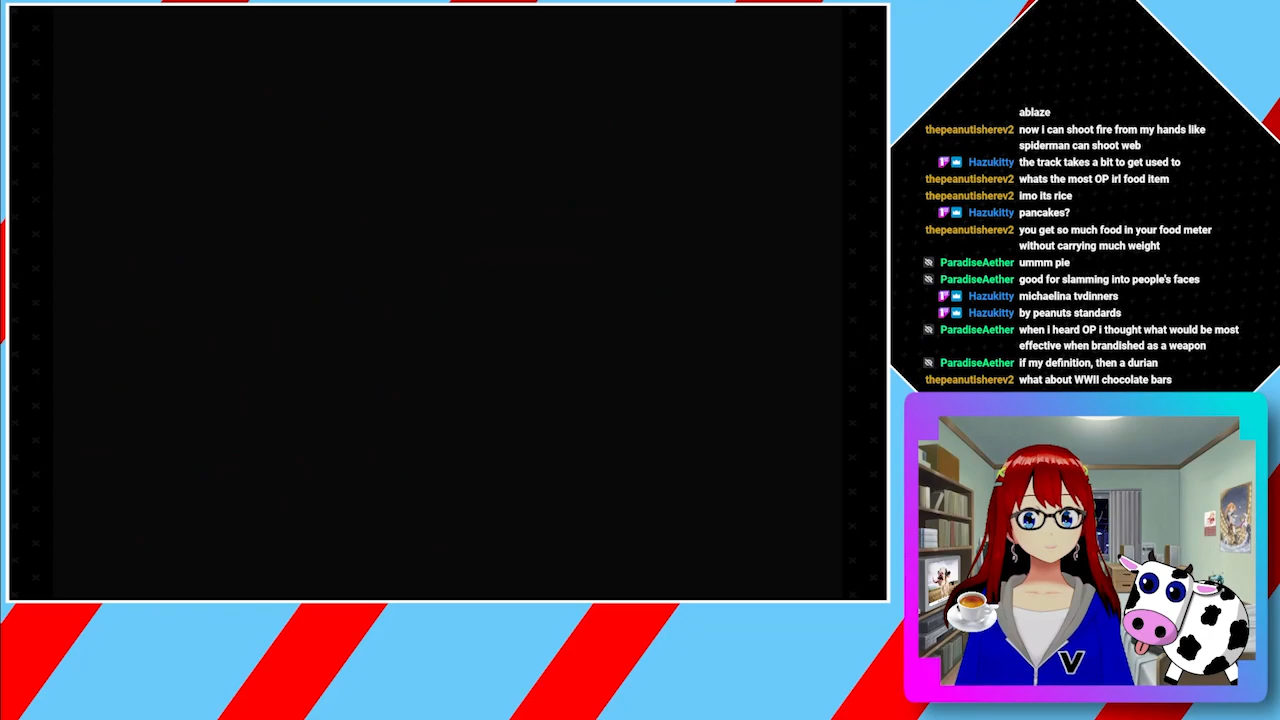 ablaze
thepeanutisherev2 now i can shoot fire from my hands like
spiderman can shoot web
Hazukitty the track takes a bit to get used to
thepeanutisherev2 whats the most OP irl food item
thepeanutisherev2 imo its rice
Hazukitty pancakes?
thepeanutisherev2 you get so much food in your food meter
without carrying much weight
ParadiseAether ummm pie
ParadiseAether good for slamming into people's faces
Hazukitty michaelina tvdinners
Hazukitty by peanuts standards
ParadiseAether when i heard OP i thought what would be most
effective when brandished as a weapon
ParadiseAether if my definition, then a durian
thepeanutisherev2 what about WWII chocolate bars
V